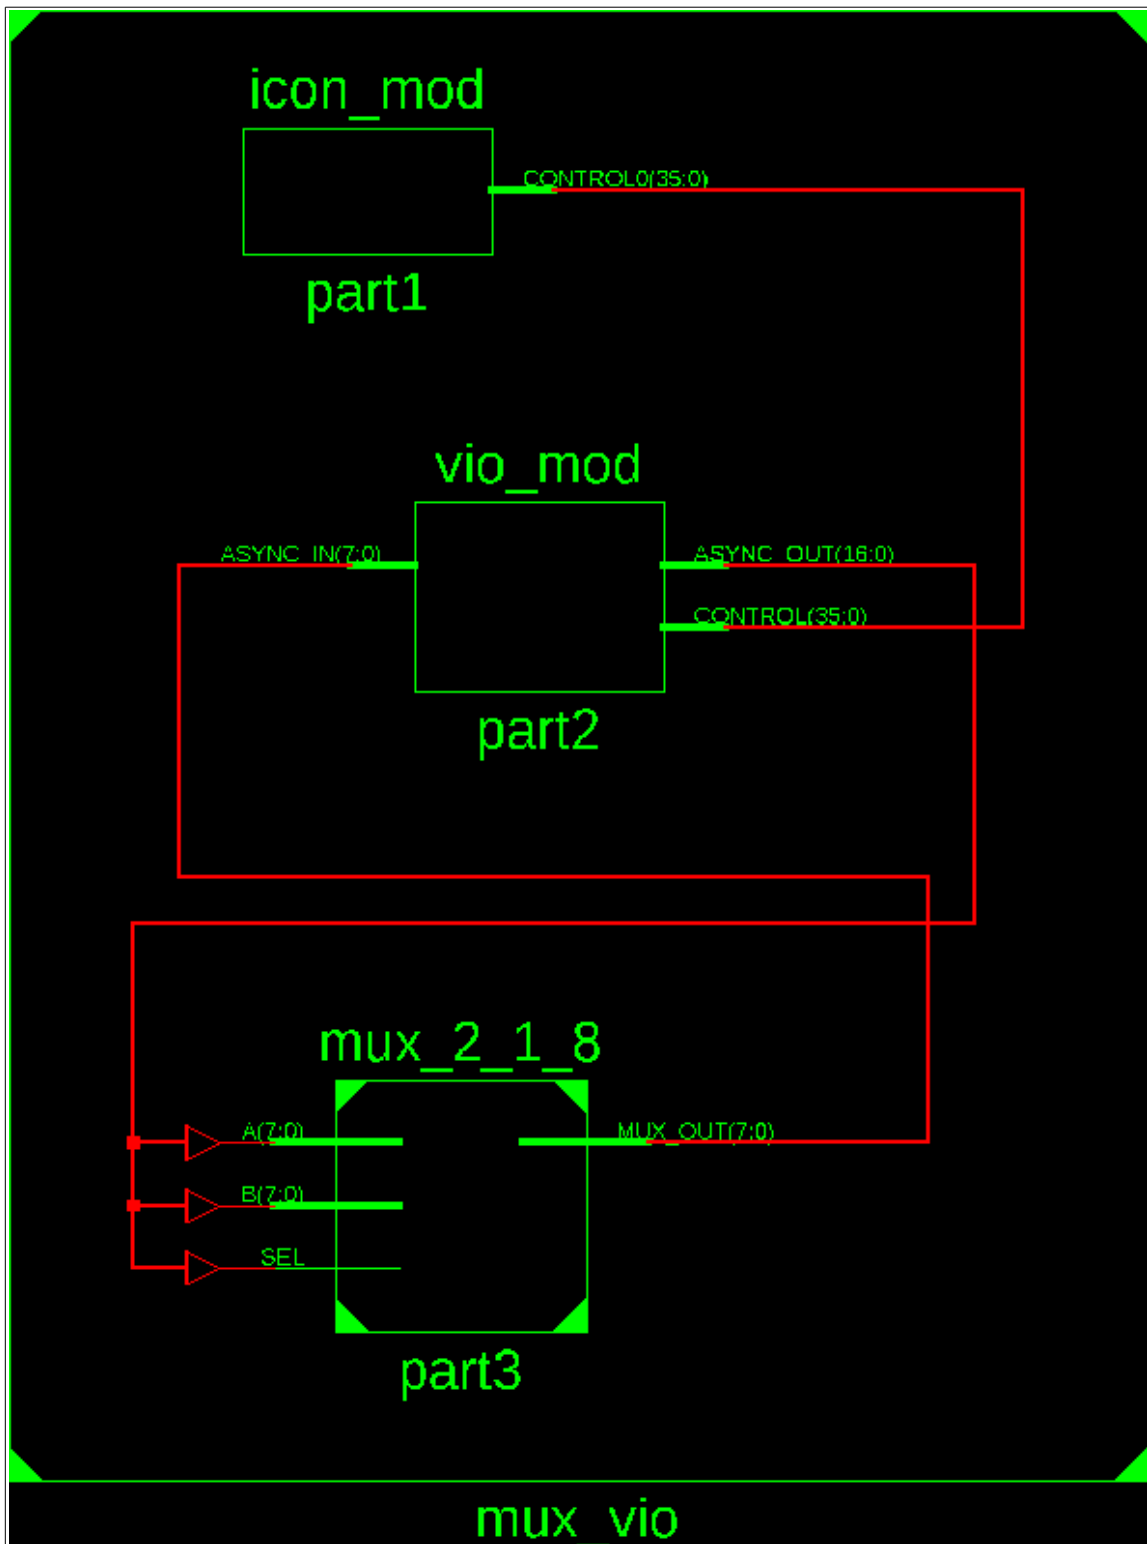 icon_mod
CONTROL0(35:0)
part1
vio_mod
ASYNC_IN(7:0)
ASYNC_OUT(16:0)
CONTROL(35:0)
part2
mux_2_1_8
A(7:0)
MUX_OUT(7:0)
B(7:0)
SEL
part3
mux_vio